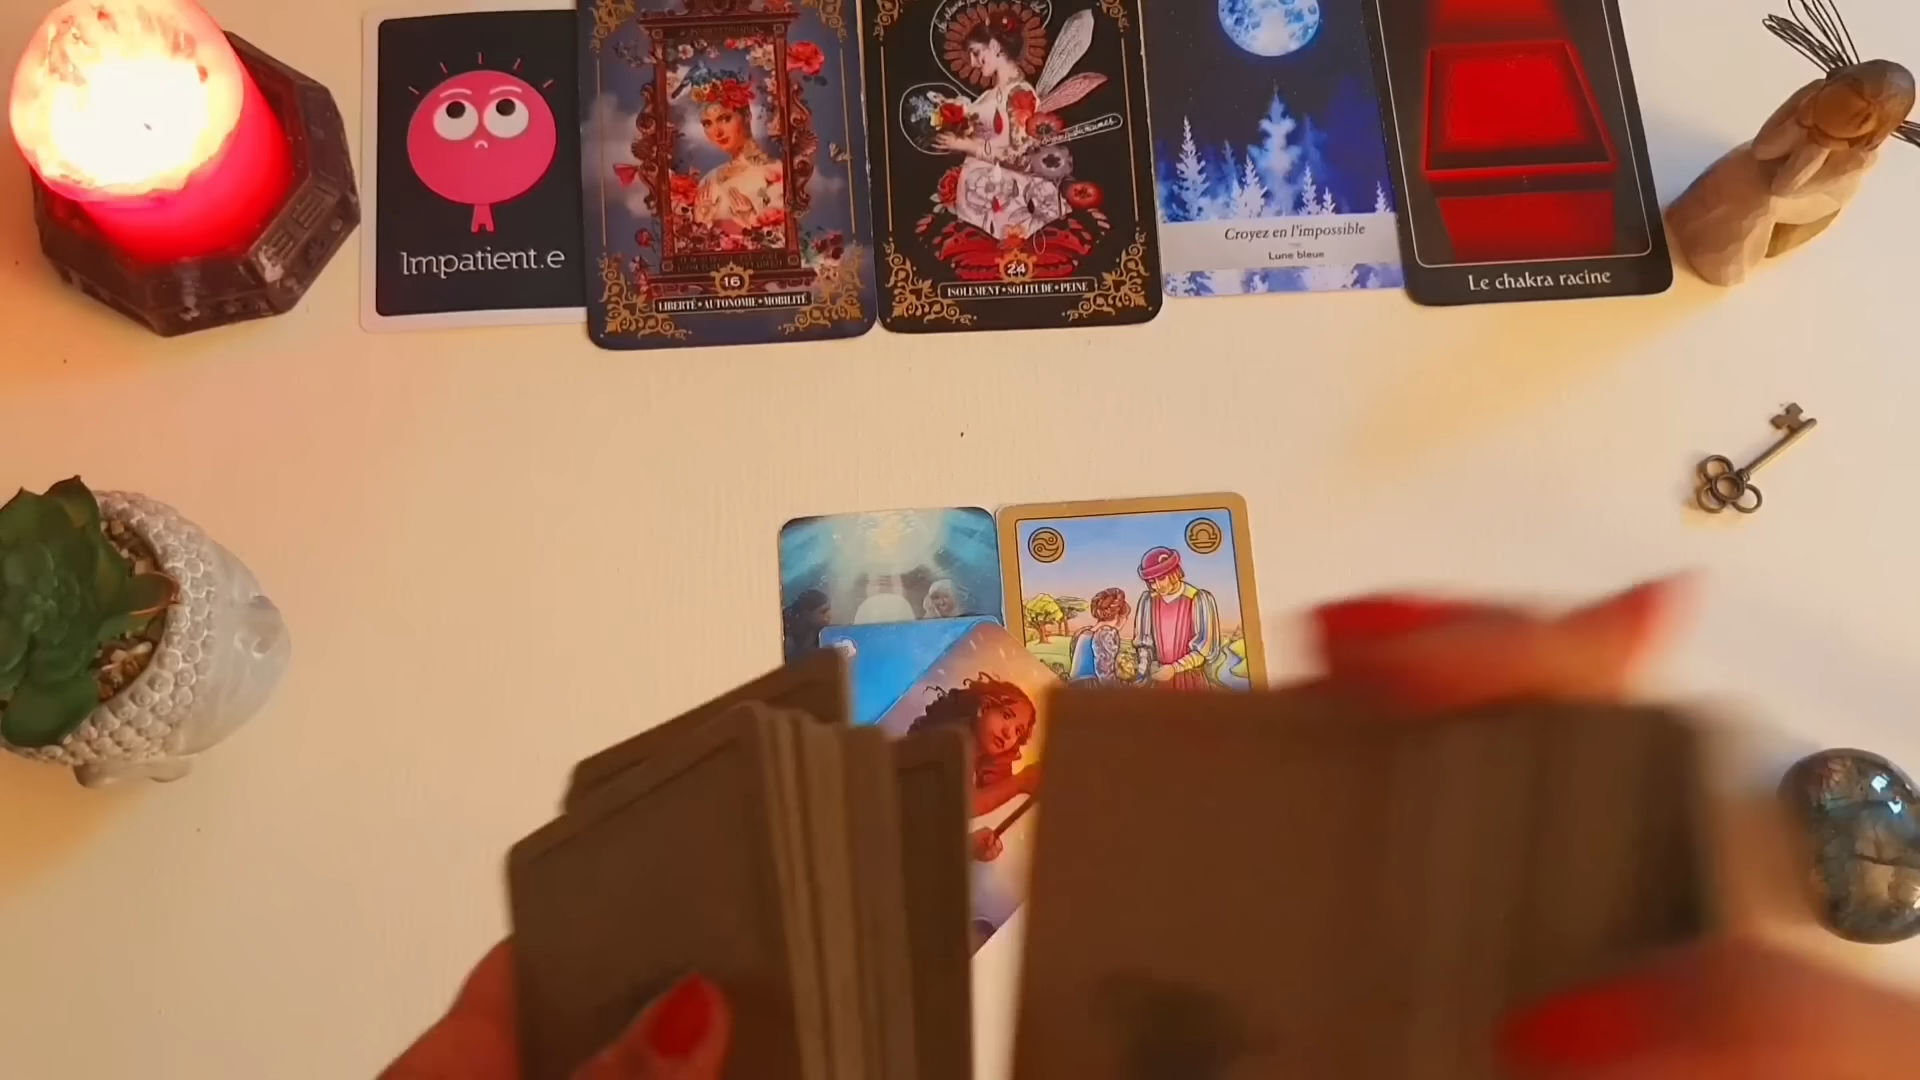 Impatient.e
16
LIBERTÉ • AUTONOMIE • MOBILITÉ
24
ISOLEMENT • SOLITUDE • PEINE
Croyez en l'impossible
Lune bleue
Le chakra racine